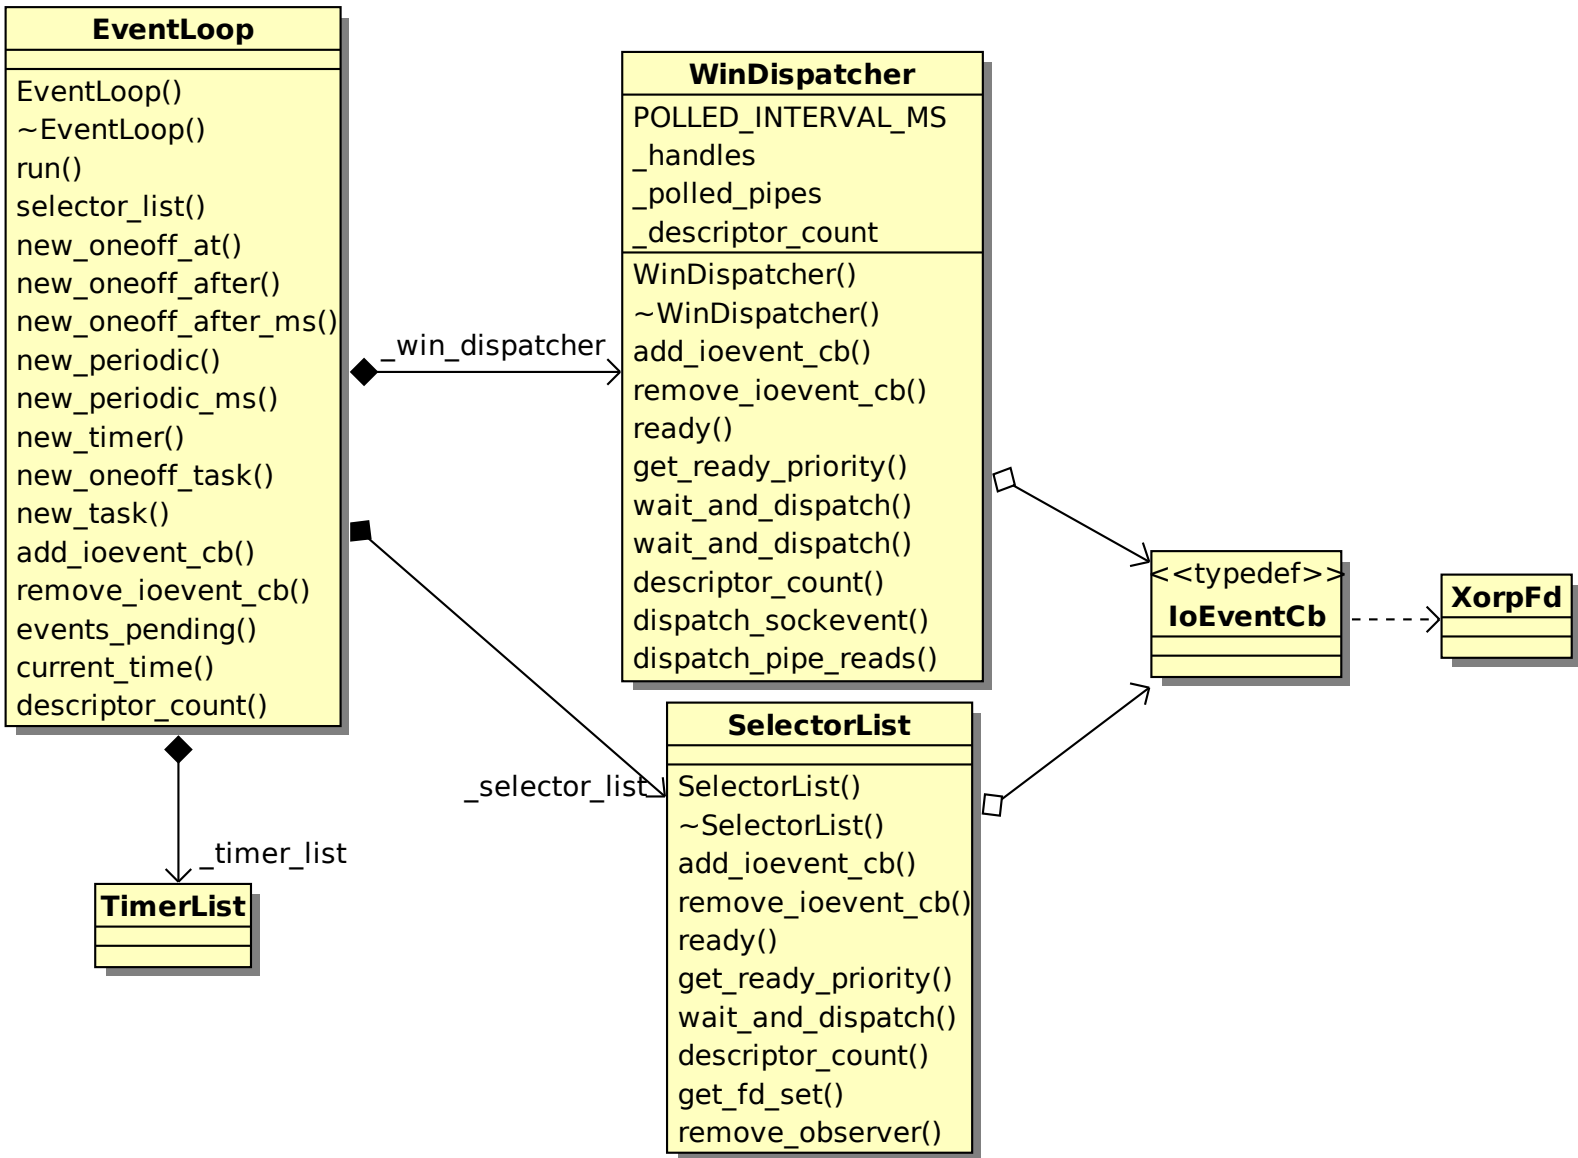 EventLoop
EventLoop()
~EventLoop()
run()
selector_list()
new_oneoff_at()
new_oneoff_after()
new_oneoff_after_ms()
new_periodic()
new_periodic_ms()
new_timer()
new_oneoff_task()
new_task()
add_ioevent_cb()
remove_ioevent_cb()
events_pending()
current_time()
descriptor_count()
_win_dispatcher
_selector_list
_timer_list
TimerList
WinDispatcher
POLLED_INTERVAL_MS
_handles
_polled_pipes
_descriptor_count
WinDispatcher()
~WinDispatcher()
add_ioevent_cb()
remove_ioevent_cb()
ready()
get_ready_priority()
wait_and_dispatch()
wait_and_dispatch()
descriptor_count()
dispatch_sockevent()
dispatch_pipe_reads()
SelectorList
SelectorList()
~SelectorList()
add_ioevent_cb()
remove_ioevent_cb()
ready()
get_ready_priority()
wait_and_dispatch()
descriptor_count()
get_fd_set()
remove_observer()
<<typedef>>
IoEventCb
XorpFd